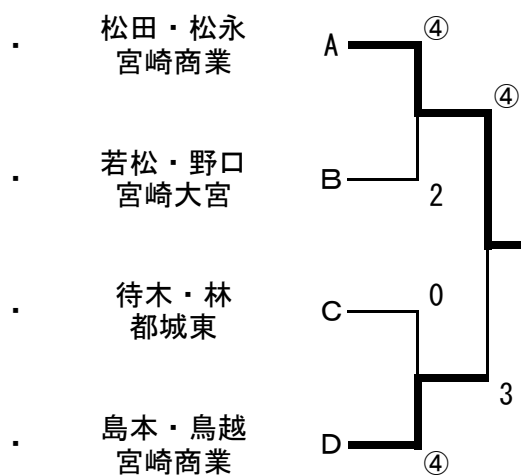 ・ 松田・松永 A ④
宮崎商業
④
・ 若松・野口 B 2
宮崎大宮
・ 待木・林 C 0
都城東
3
・ 島本・鳥越 D ④
宮崎商業